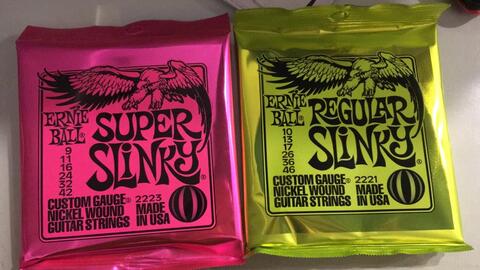 ERNIE
BALL®
SUPER
SLINKY®
9
11
16
24
32
42
CUSTOM GAUGE® 2223
NICKEL WOUND MADE
GUITAR STRINGS IN USA
ERNIE
BALL®
REGULAR
SLINKY®
10
13
17
26
36
46
CUSTOM GAUGE® 2221
NICKEL WOUND MADE
GUITAR STRINGS IN USA